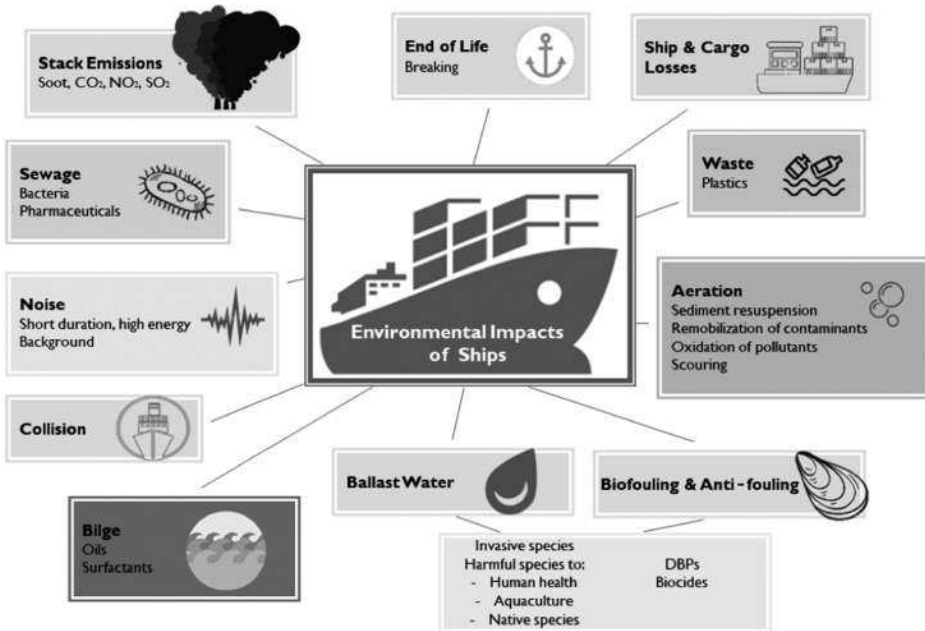 Stack Emissions
Soot, CO₂, NO₂, SO₂
End of Life
Breaking
Ship & Cargo
Losses
Sewage
Bacteria
Pharmaceuticals
Waste
Plastics
Noise
Short duration, high energy
Background
Environmental Impacts
of Ships
Aeration
Sediment resuspension
Remobilization of contaminants
Oxidation of pollutants
Scouring
Collision
Ballast Water
Biofouling & Anti-fouling
Bilge
Oils
Surfactants
Invasive species
Harmful species to:
- Human health
- Aquaculture
- Native species
DBPs
Biocides